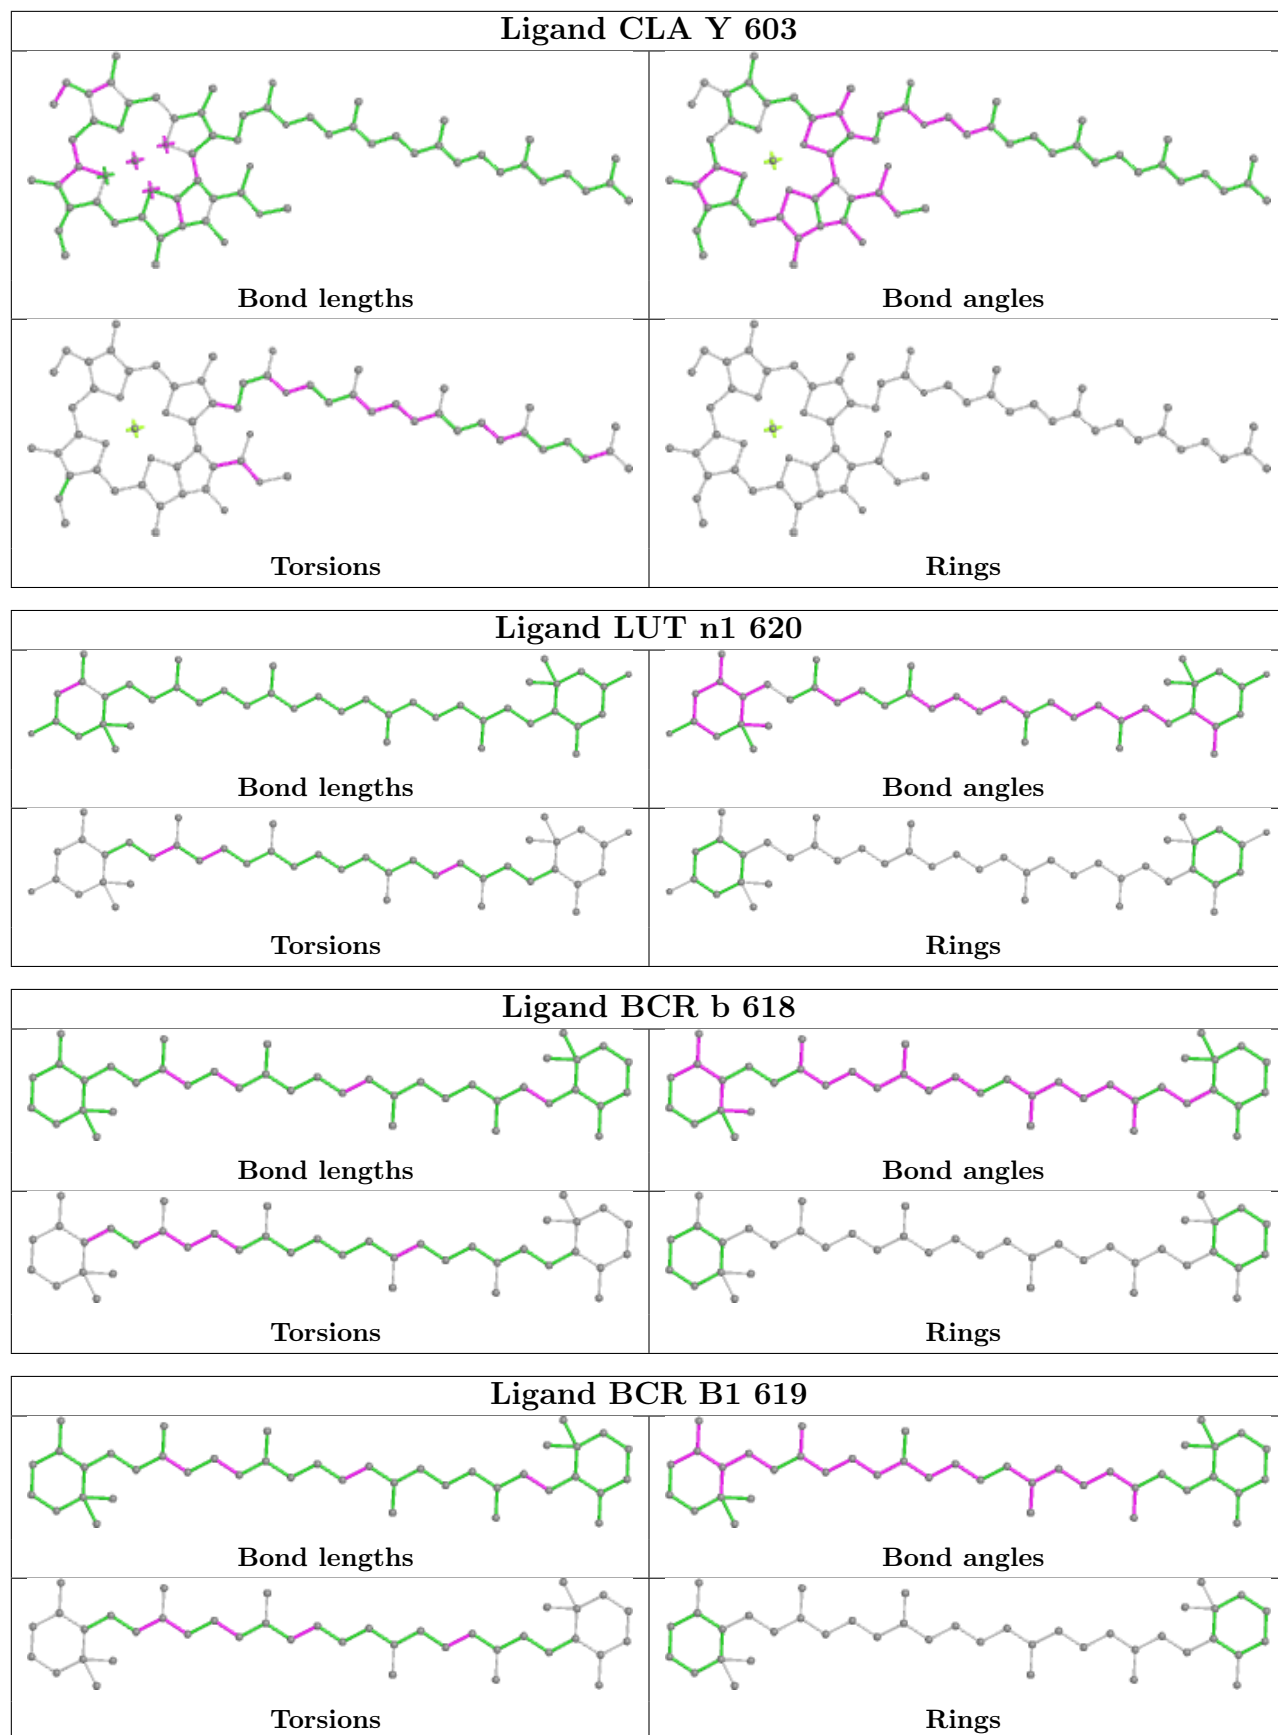 Ligand CLA Y 603
Bond lengths
Bond angles
Torsions
Rings
Ligand LUT n1 620
Bond lengths
Bond angles
Torsions
Rings
Ligand BCR b 618
Bond lengths
Bond angles
Torsions
Rings
Ligand BCR B1 619
Bond lengths
Bond angles
Torsions
Rings